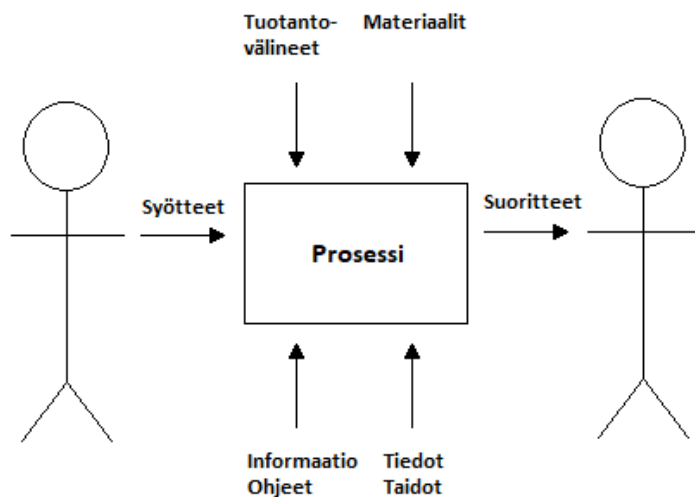 Tuotanto-
välineet
Materiaalit
Syötteet
Prosessi
Suoritteet
Informaatio
Ohjeet
Tiedot
Taidot